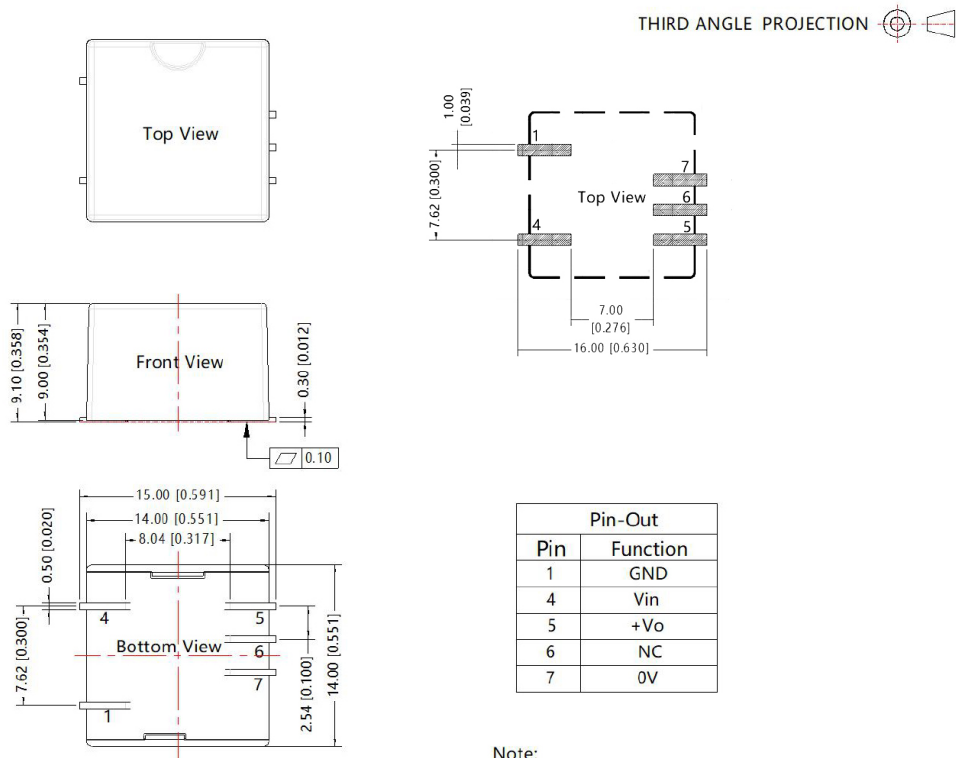 THIRD ANGLE PROJECTION
Top View
1.00
[0.039]
7.62 [0.300]
1
4
7
6
5
Top View
7.00
[0.276]
16.00 [0.630]
9.10 [0.358]
9.00 [0.354]
Front View
0.30 [0.012]
0.10
15.00 [0.591]
14.00 [0.551]
8.04 [0.317]
0.50 [0.020]
7.62 [0.300]
4
5
Bottom View
6
7
1
2.54 [0.100]
14.00 [0.551]
Pin-Out
Pin Function
1 GND
4 Vin
5 +Vo
6 NC
7 0V
Note: